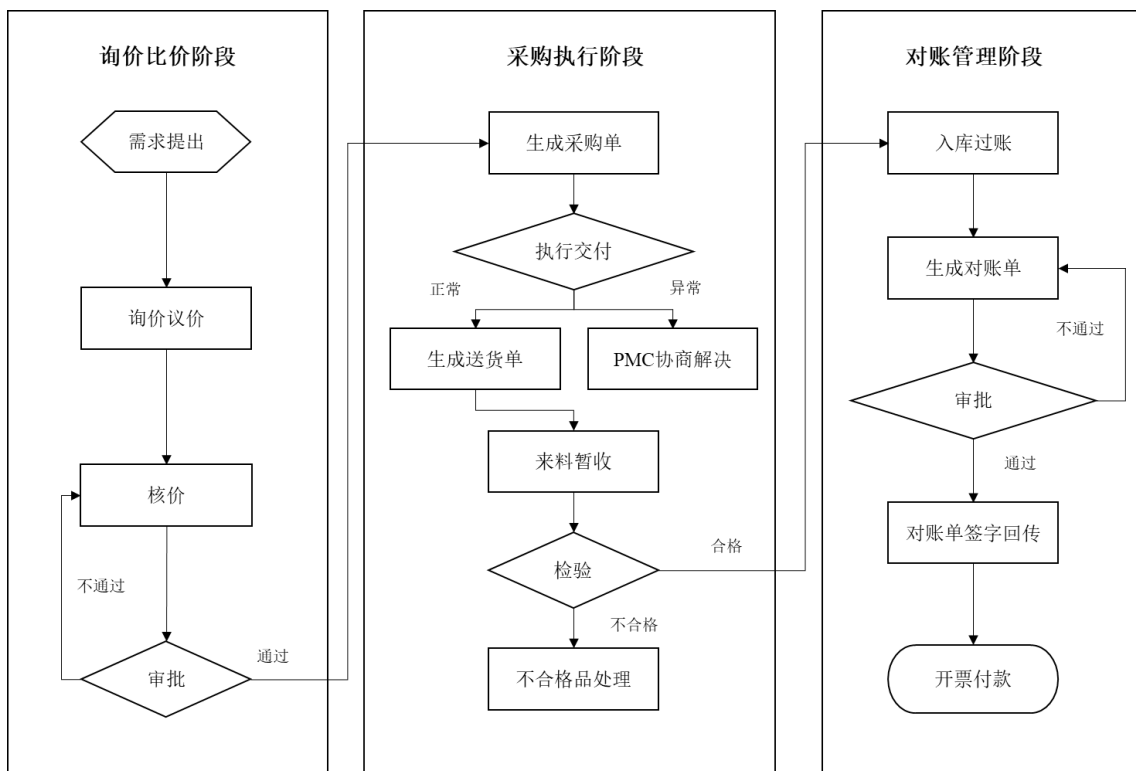 询价比价阶段
需求提出
询价议价
核价
不通过
审批
通过
采购执行阶段
生成采购单
执行交付
正常
异常
生成送货单
PMC协商解决
来料暂收
检验
合格
不合格
不合格品处理
对账管理阶段
入库过账
生成对账单
不通过
审批
通过
对账单签字回传
开票付款